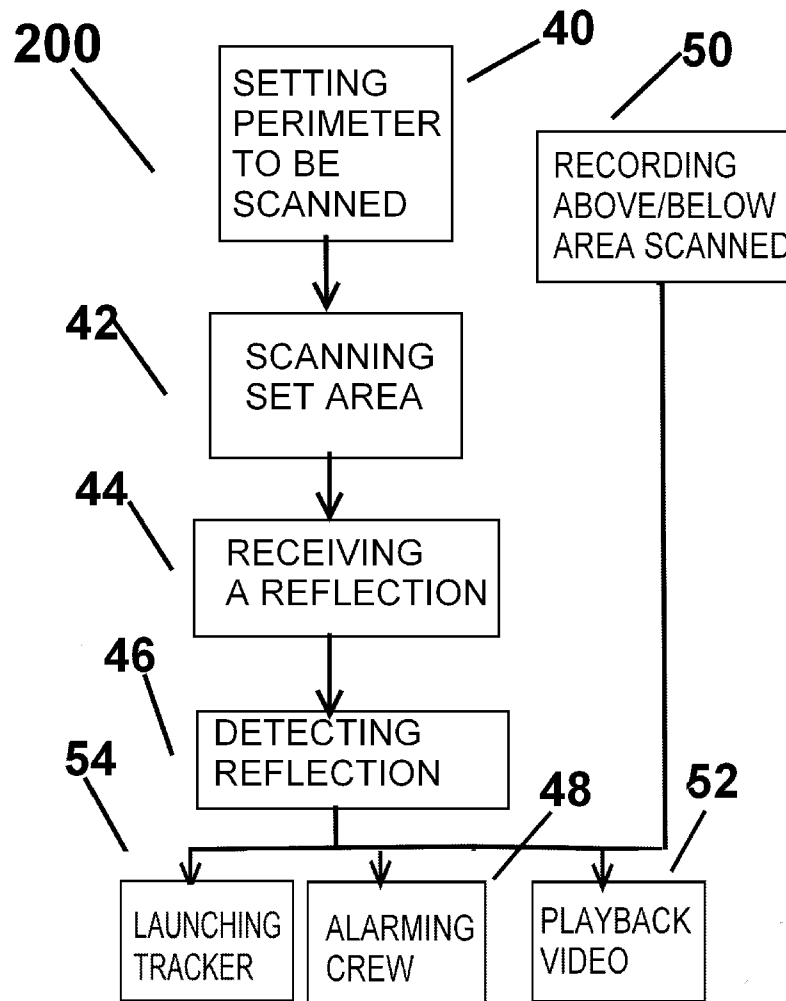 200
40
50
SETTING
PERIMETER
TO BE
SCANNED
RECORDING
ABOVE/BELOW
AREA SCANNED
42
SCANNING
SET AREA
44
RECEIVING
A REFLECTION
46
DETECTING
REFLECTION
54
48
52
LAUNCHING
TRACKER
ALARMING
CREW
PLAYBACK
VIDEO